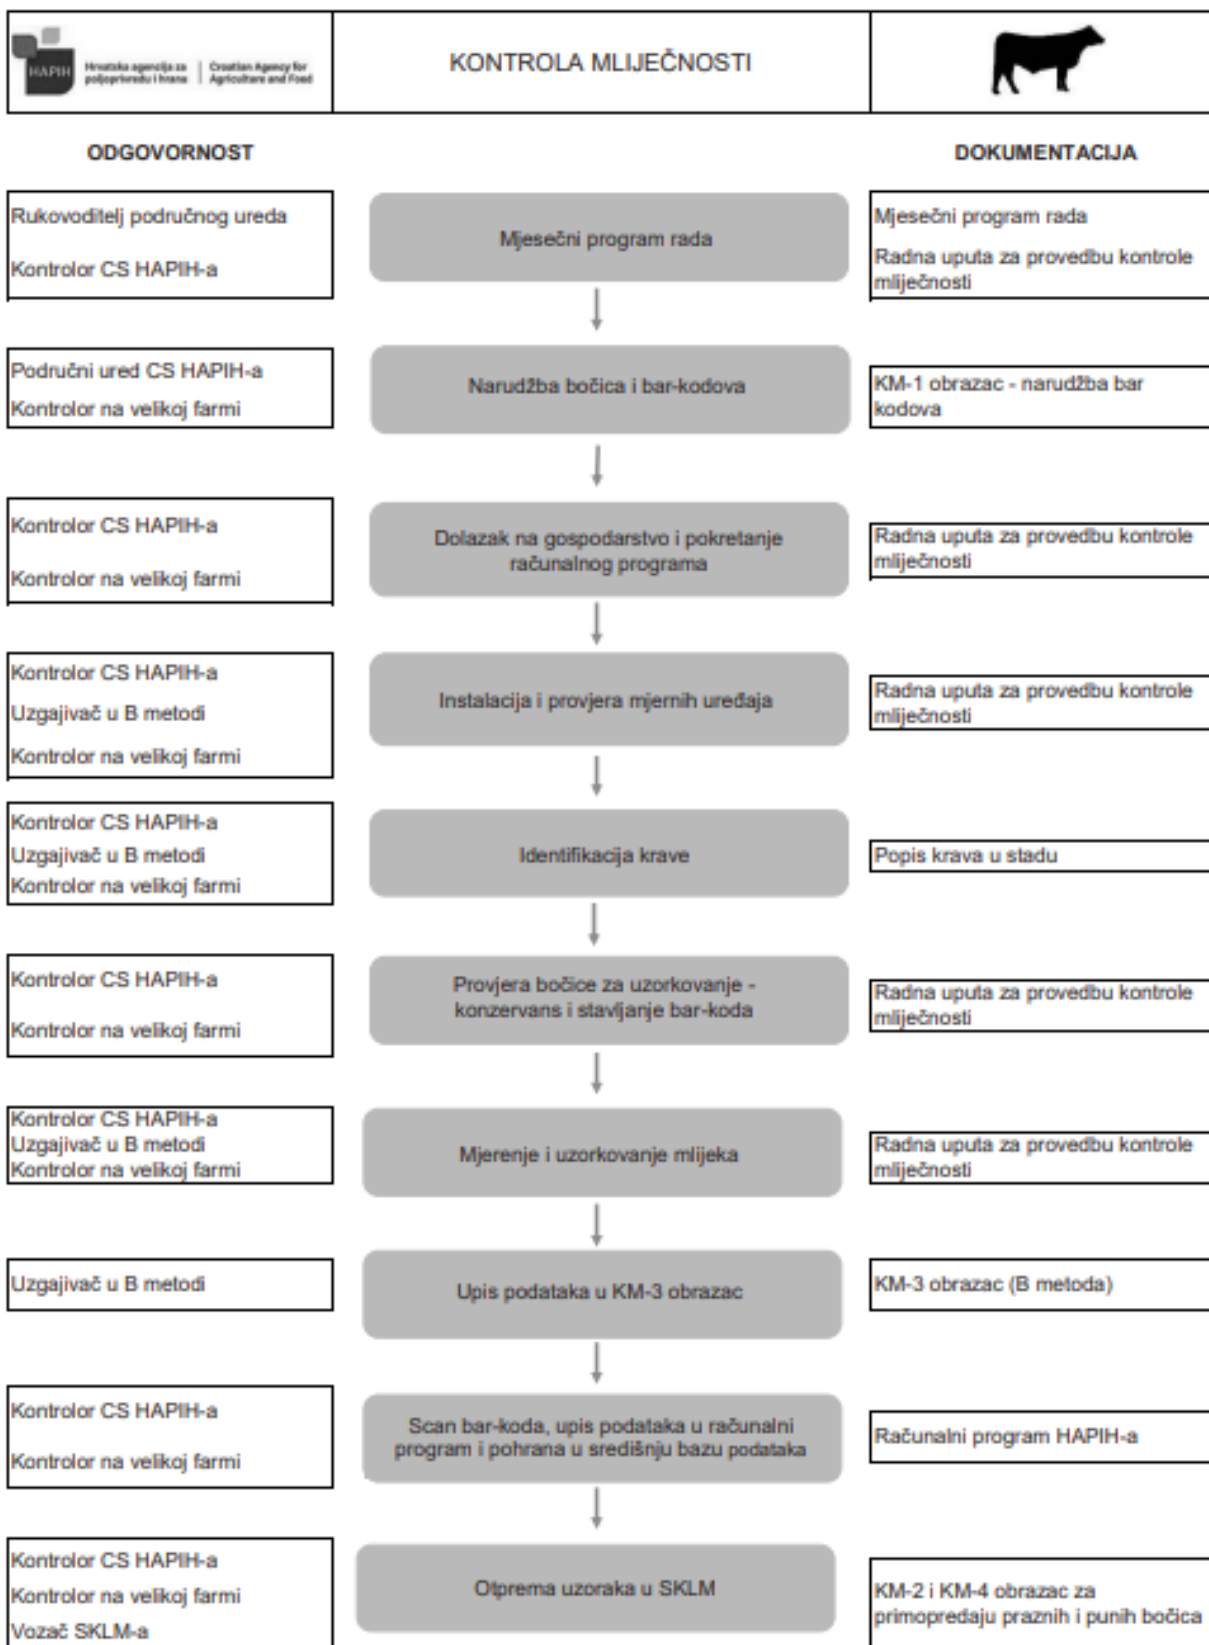 HAPIH
Hrvatska agencija za
poljoprivredu i hranu
Croatian Agency for
Agriculture and Food
KONTROLA MLIJEČNOSTI
ODGOVORNOST
DOKUMENTACIJA
Rukovoditelj područnog ureda
Kontrolor CS HAPIH-a
Mjesečni program rada
Mjesečni program rada
Radna uputa za provedbu kontrole
mliječnosti
Područni ured CS HAPIH-a
Kontrolor na velikoj farmi
Narudžba bočica i bar-kodova
KM-1 obrazac - narudžba bar
kodova
Kontrolor CS HAPIH-a
Kontrolor na velikoj farmi
Dolazak na gospodarstvo i pokretanje
računalnog programa
Radna uputa za provedbu kontrole
mliječnosti
Kontrolor CS HAPIH-a
Uzgajivač u B metodi
Kontrolor na velikoj farmi
Instalacija i provjera mjernih uređaja
Radna uputa za provedbu kontrole
mliječnosti
Kontrolor CS HAPIH-a
Uzgajivač u B metodi
Kontrolor na velikoj farmi
Identifikacija krave
Popis krava u stadu
Kontrolor CS HAPIH-a
Kontrolor na velikoj farmi
Provjera bočice za uzorkovanje -
konzervans i stavljanje bar-koda
Radna uputa za provedbu kontrole
mliječnosti
Kontrolor CS HAPIH-a
Uzgajivač u B metodi
Kontrolor na velikoj farmi
Mjerenje i uzorkovanje mlijeka
Radna uputa za provedbu kontrole
mliječnosti
Uzgajivač u B metodi
Upis podataka u KM-3 obrazac
KM-3 obrazac (B metoda)
Kontrolor CS HAPIH-a
Kontrolor na velikoj farmi
Scan bar-koda, upis podataka u računalni
program i pohrana u središnju bazu podataka
Računalni program HAPIH-a
Kontrolor CS HAPIH-a
Kontrolor na velikoj farmi
Vozač SKLM-a
Otprema uzoraka u SKLM
KM-2 i KM-4 obrazac za
primopredaju praznih i punih bočica